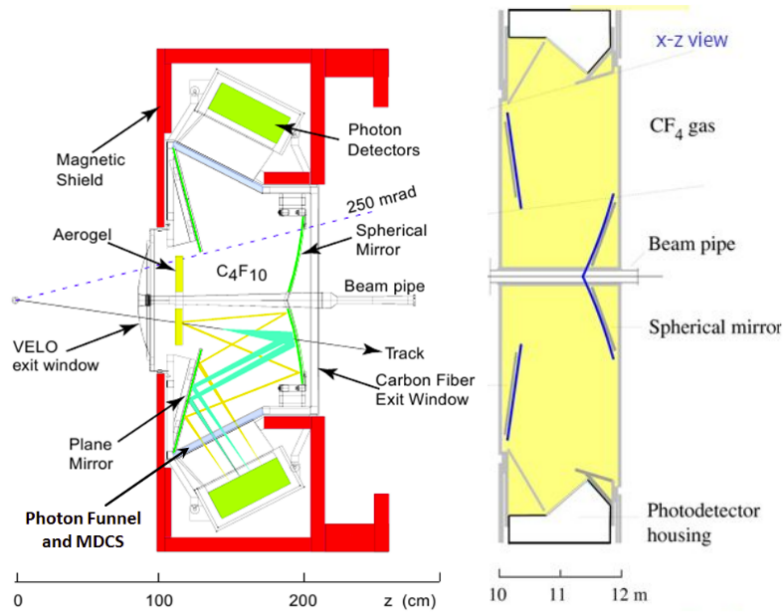 x-z view
Magnetic
Shield
Photon
Detectors
CF4 gas
250 mrad
Aerogel
C4F10
Spherical
Mirror
Beam pipe
Beam pipe
VELO
exit window
Track
Spherical mirror
Carbon Fiber
Exit Window
Plane
Mirror
Photon Funnel
and MDCS
Photodetector
housing
0 100 200 z (cm)
10 11 12 m